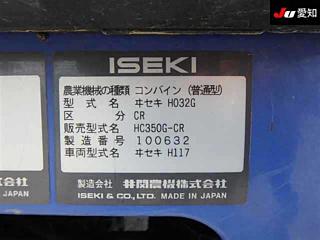 JU 愛知
ISEKI
農業機械の種類 コンバイン (普通型)
型式名 ヰセキ HO32G
区分 CR
販売型式名 HC350G-CR
製造番号 100632
車両型式名 ヰセキ H117
製造会社 井関農機株式会社
ISEKI & CO., LTD. MADE IN JAPAN
IN JAPAN